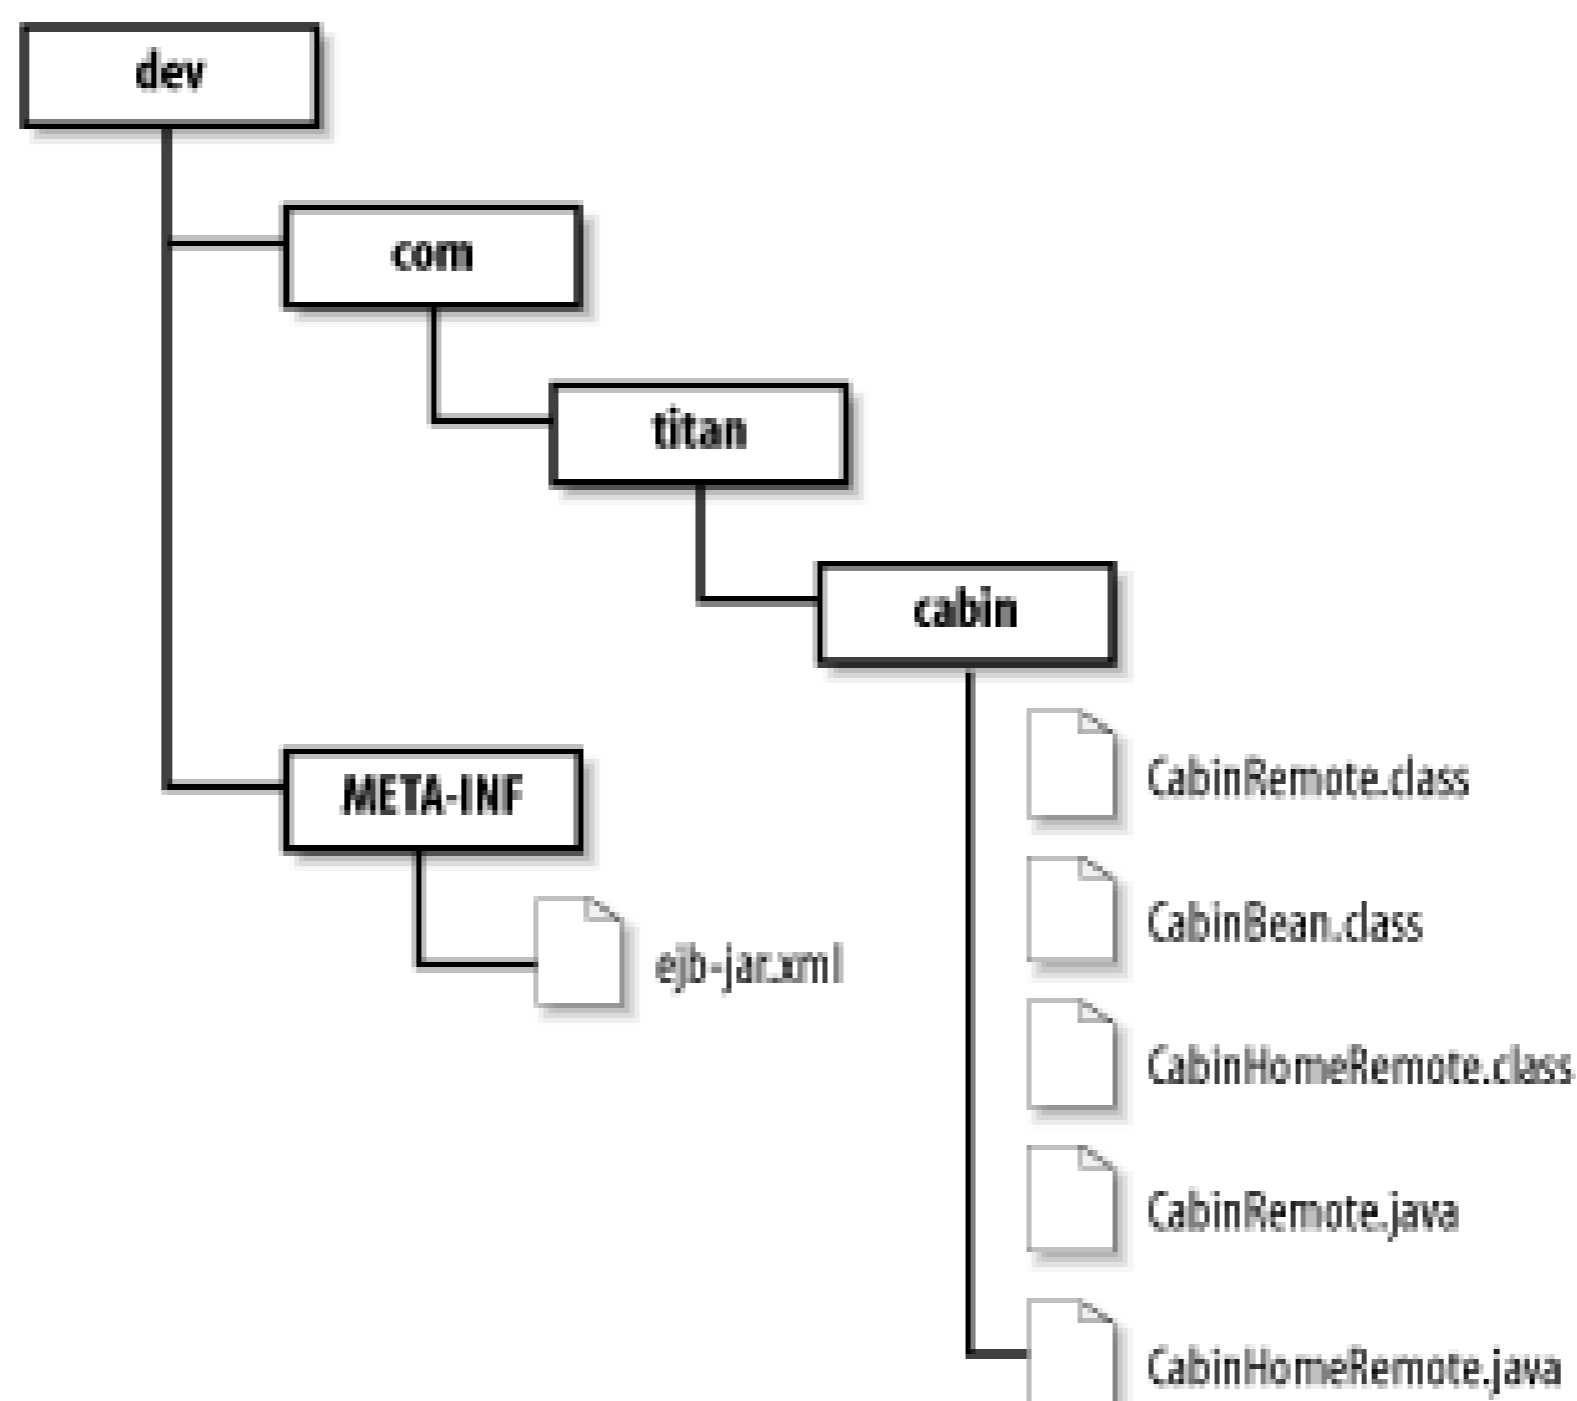 dev
com
titan
cabin
META-INF
ejb-jar.xml
CabinRemote.class
CabinBean.class
CabinHomeRemote.class
CabinRemote.java
CabinHomeRemote.java